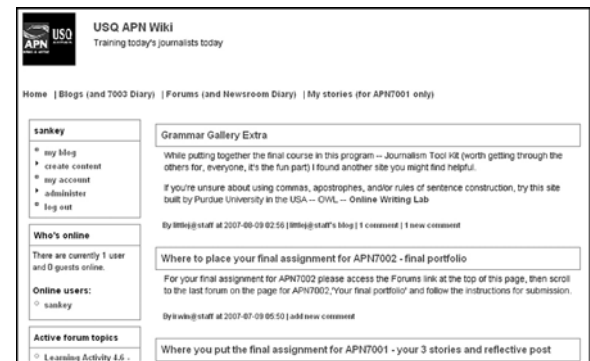 APN USQ
USQ APN Wiki
Training today's journalists today
Home | Blogs (and 7003 Diary) | Forums (and Newsroom Diary) | My stories (for APN7001 only)
sankey
my blog
create content
my account
administer
log out
Who's online
There are currently 1 user
and 0 guests online.
Online users:
sankey
Active forum topics
Learning Activity 4.6 -
Grammar Gallery Extra
While putting together the final course in this program -- Journalism Tool Kit (worth getting through the
others for, everyone, it's the fun part) I found another site you might find helpful.
If you're unsure about using commas, apostrophes, and/or rules of sentence construction, try this site
built by Purdue University in the USA -- OWL -- Online Writing Lab
By littlej@staff at 2007-08-09 02:56 | littlej@staff's blog | 1 comment | 1 new comment
Where to place your final assignment for APN7002 - final portfolio
For your final assignment for APN7002 please access the Forums link at the top of this page, then scroll
to the last forum on the page for APN7002,'Your final portfolio' and follow the instructions for submission.
By irwin@staff at 2007-07-09 05:50 | add new comment
Where you put the final assignment for APN7001 - your 3 stories and reflective post